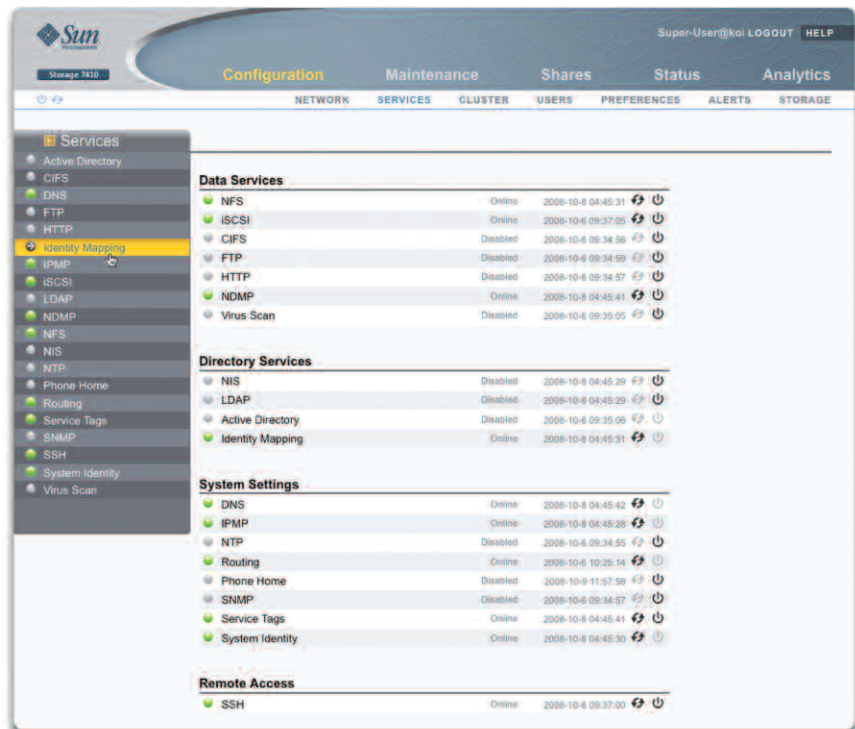 Sun
microsystems
Super-User@koi LOGOUT HELP
Storage 7410
Configuration Maintenance Shares Status Analytics
NETWORK SERVICES CLUSTER USERS PREFERENCES ALERTS STORAGE
Services
Active Directory
CIFS
DNS
FTP
HTTP
Identity Mapping
IPMP
iSCSI
LDAP
NDMP
NFS
NIS
NTP
Phone Home
Routing
Service Tags
SNMP
SSH
System Identity
Virus Scan
Data Services
NFS Online 2008-10-8 04:45:31
iSCSI Online 2008-10-6 09:37:05
CIFS Disabled 2008-10-6 09:34:56
FTP Disabled 2008-10-6 09:34:59
HTTP Disabled 2008-10-6 09:34:57
NDMP Online 2008-10-8 04:45:41
Virus Scan Disabled 2008-10-6 09:35:05
Directory Services
NIS Disabled 2008-10-8 04:45:29
LDAP Disabled 2008-10-8 04:45:29
Active Directory Disabled 2008-10-6 09:35:06
Identity Mapping Online 2008-10-8 04:45:31
System Settings
DNS Online 2008-10-8 04:45:42
IPMP Online 2008-10-8 04:45:28
NTP Disabled 2008-10-6 09:34:55
Routing Online 2008-10-6 10:25:14
Phone Home Disabled 2008-10-9 11:57:58
SNMP Disabled 2008-10-6 09:34:57
Service Tags Online 2008-10-8 04:45:41
System Identity Online 2008-10-8 04:45:30
Remote Access
SSH Online 2008-10-6 09:37:00